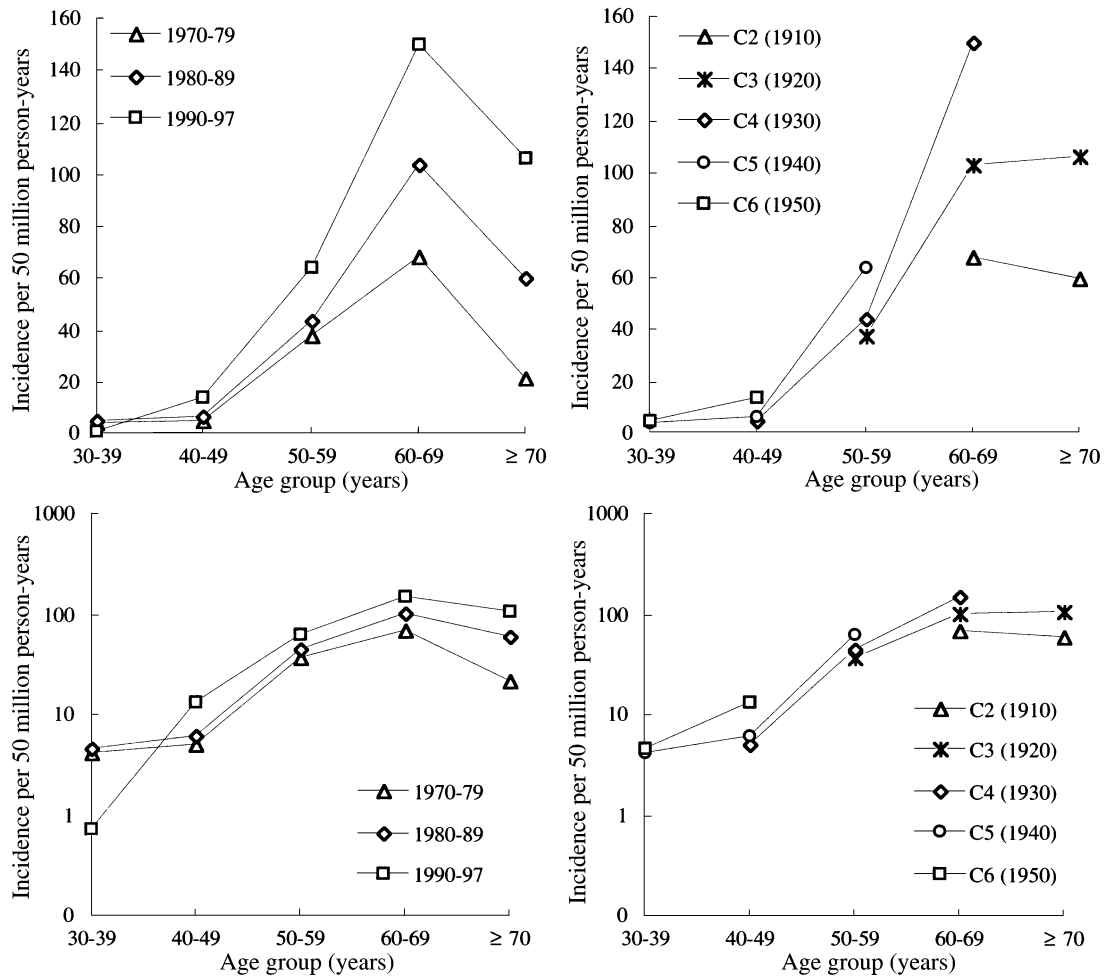 160
140
120
100
80
60
40
20
0
Incidence per 50 million person-years
1970-79
1980-89
1990-97
30-39 40-49 50-59 60-69 ≥ 70
Age group (years)
160
140
120
100
80
60
40
20
0
Incidence per 50 million person-years
C2 (1910)
C3 (1920)
C4 (1930)
C5 (1940)
C6 (1950)
30-39 40-49 50-59 60-69 ≥ 70
Age group (years)
1000
100
10
1
0
Incidence per 50 million person-years
1970-79
1980-89
1990-97
30-39 40-49 50-59 60-69 ≥ 70
Age group (years)
1000
100
10
1
0
Incidence per 50 million person-years
C2 (1910)
C3 (1920)
C4 (1930)
C5 (1940)
C6 (1950)
30-39 40-49 50-59 60-69 ≥ 70
Age group (years)